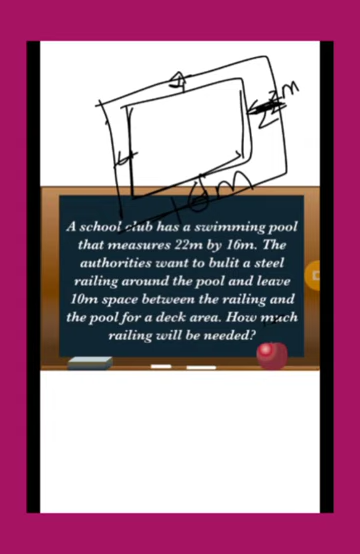 22m
16m
A school club has a swimming pool
that measures 22m by 16m. The
authorities want to bulit a steel
railing around the pool and leave
10m space between the railing and
the pool for a deck area. How much
railing will be needed?